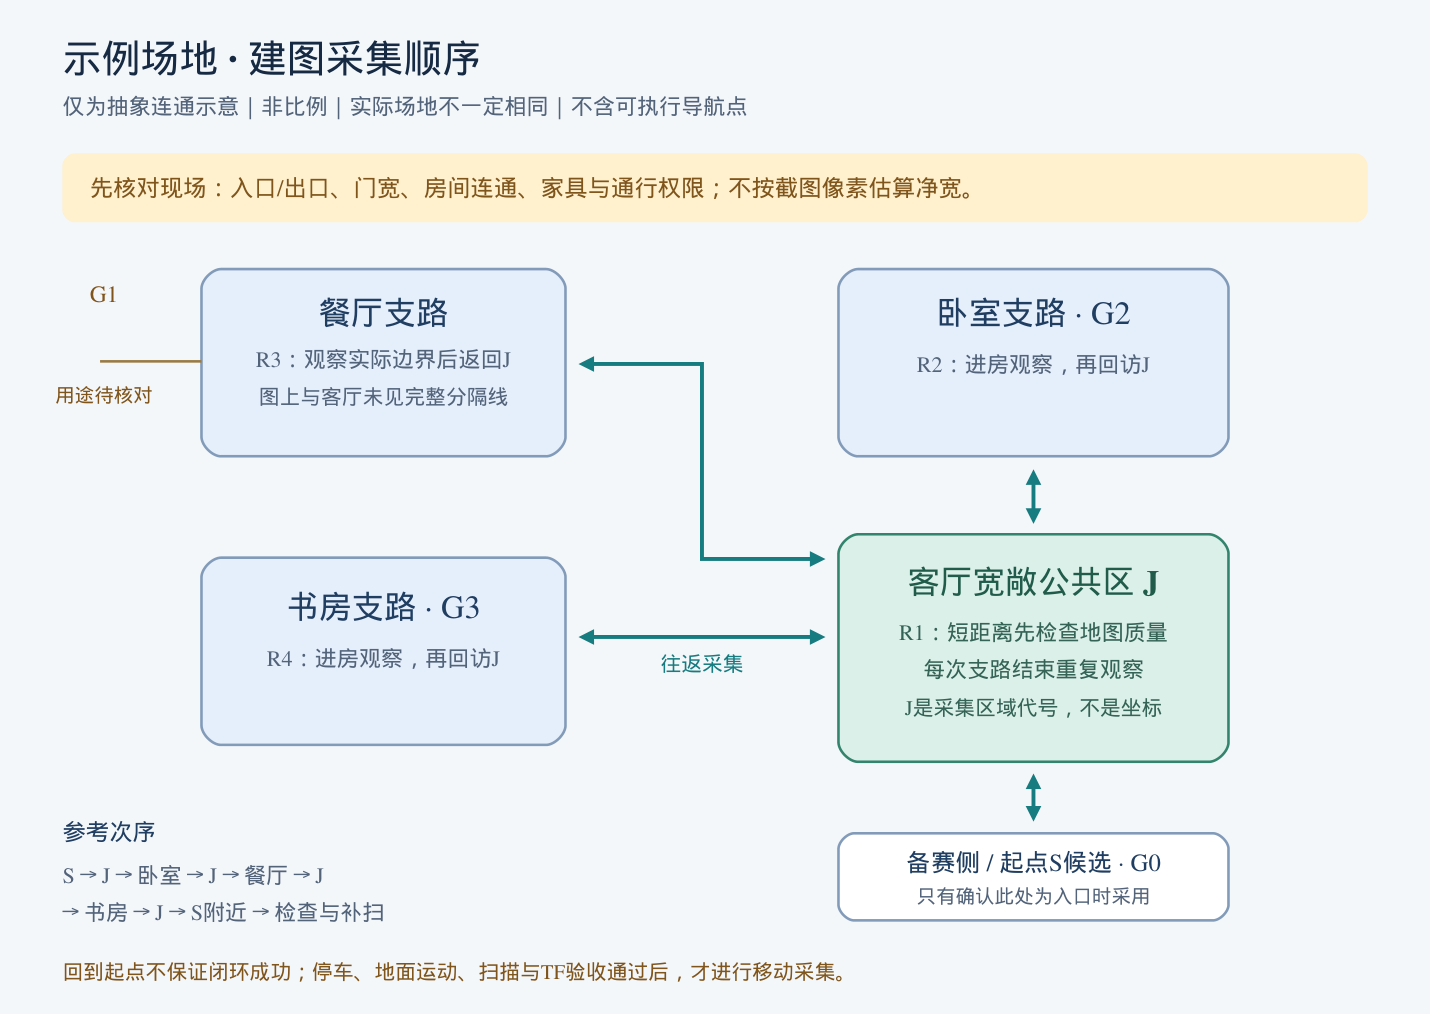 示例场地 · 建图采集顺序
仅为抽象连通示意 | 非比例 | 实际场地不一定相同 | 不含可执行导航点
先核对现场：入口/出口、门宽、房间连通、家具与通行权限；不按截图像素估算净宽。
G1
用途待核对
餐厅支路
R3：观察实际边界后返回J
图上与客厅未见完整分隔线
卧室支路 · G2
R2：进房观察，再回访J
书房支路 · G3
R4：进房观察，再回访J
往返采集
客厅宽敞公共区 J
R1：短距离先检查地图质量
每次支路结束重复观察
J是采集区域代号，不是坐标
备赛侧 / 起点S候选 · G0
只有确认此处为入口时采用
参考次序
S→J→卧室→J→餐厅→J
→书房→J→S附近→检查与补扫
回到起点不保证闭环成功；停车、地面运动、扫描与TF验收通过后，才进行移动采集。